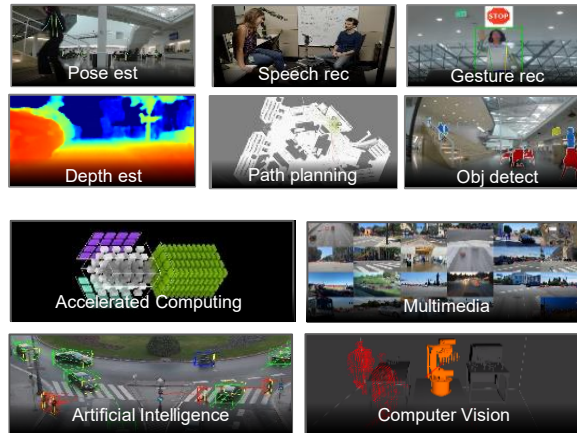 Pose est
Speech rec
STOP
Gesture rec
Depth est
Path planning
Obj detect
Accelerated Computing
Multimedia
Artificial Intelligence
Computer Vision